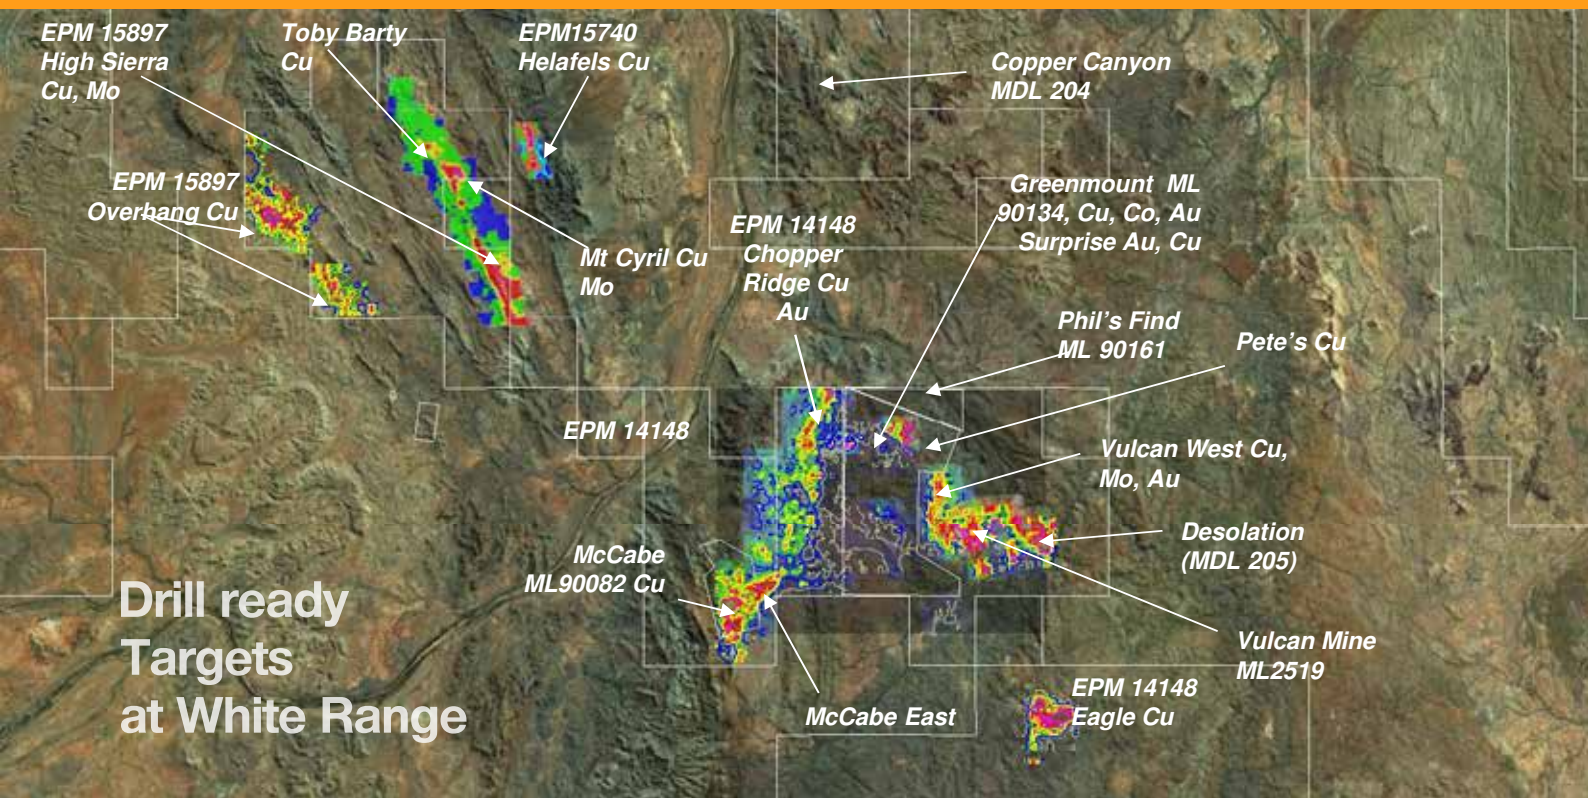 EPM 15897
High Sierra
Cu, Mo
Toby Barty
Cu
EPM15740
Helafels Cu
Copper Canyon
MDL 204
EPM 15897
Overhang Cu
Greenmount ML
90134, Cu, Co, Au
Surprise Au, Cu
EPM 14148
Chopper
Ridge Cu
Au
Mt Cyril Cu
Mo
Phil's Find
ML 90161
Pete's Cu
EPM 14148
Vulcan West Cu,
Mo, Au
Desolation
(MDL 205)
McCabe
ML90082 Cu
Drill ready
Targets
at White Range
Vulcan Mine
ML2519
McCabe East
EPM 14148
Eagle Cu